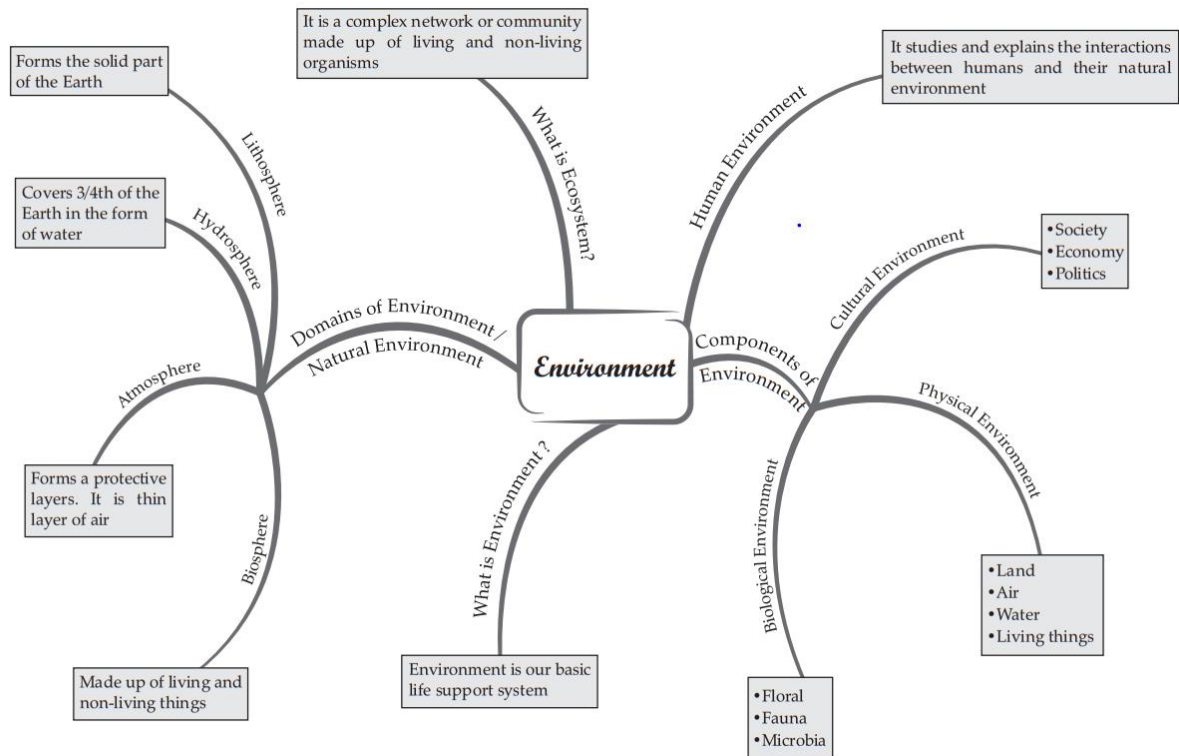 It is a complex network or community
made up of living and non-living
organisms
What is Ecosystem?
It studies and explains the interactions
between humans and their natural
environment
Human Environment
Forms the solid part
of the Earth
Lithosphere
Covers 3/4th of the
Earth in the form
of water
Hydrosphere
Domains of Environment /
Natural Environment
Atmosphere
Forms a protective
layers. It is thin
layer of air
Biosphere
Made up of living and
non-living things
Environment
What is Environment ?
Environment is our basic
life support system
Components of
Environment
Cultural Environment
•Society
•Economy
•Politics
Physical Environment
•Land
•Air
•Water
•Living things
Biological Environment
•Floral
•Fauna
•Microbia